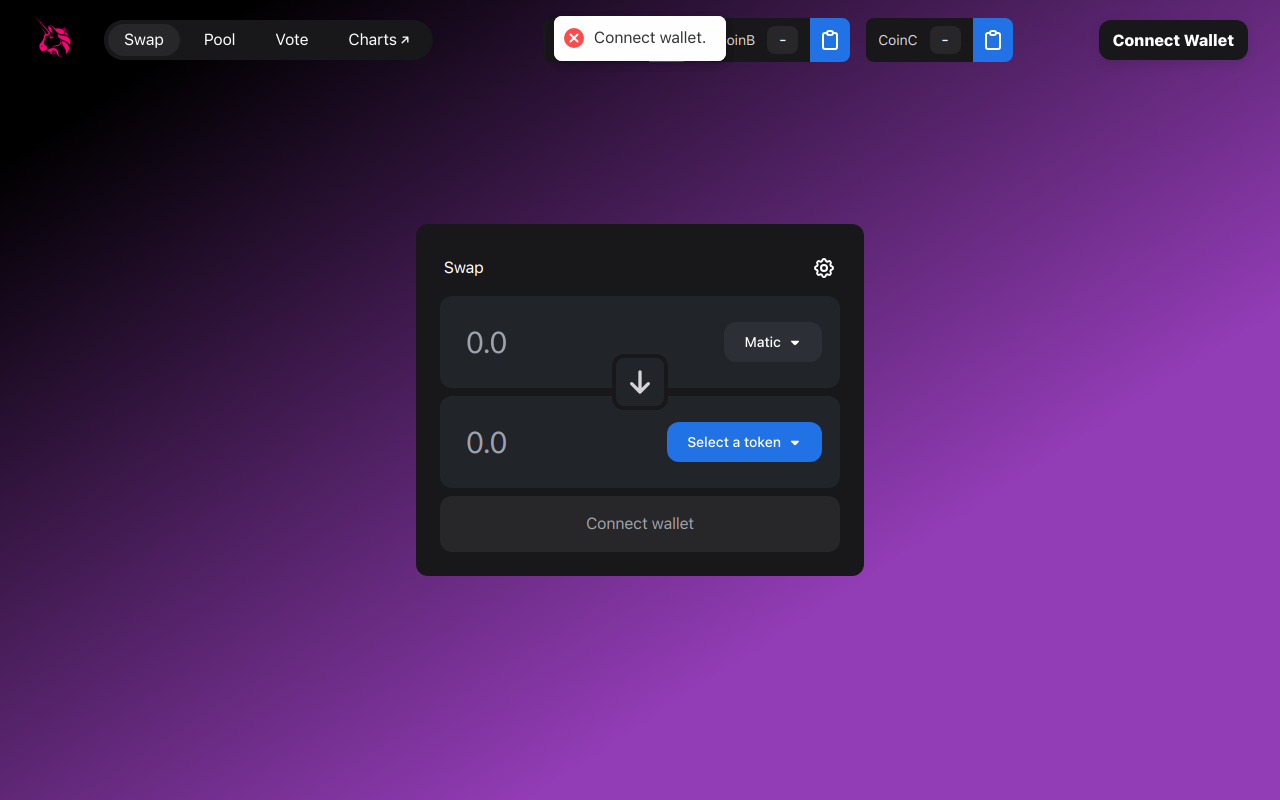 Swap
Pool
Vote
Charts ↗
Connect wallet.
oinB
-
CoinC
-
Connect Wallet
Swap
0.0
Matic
0.0
Select a token
Connect wallet